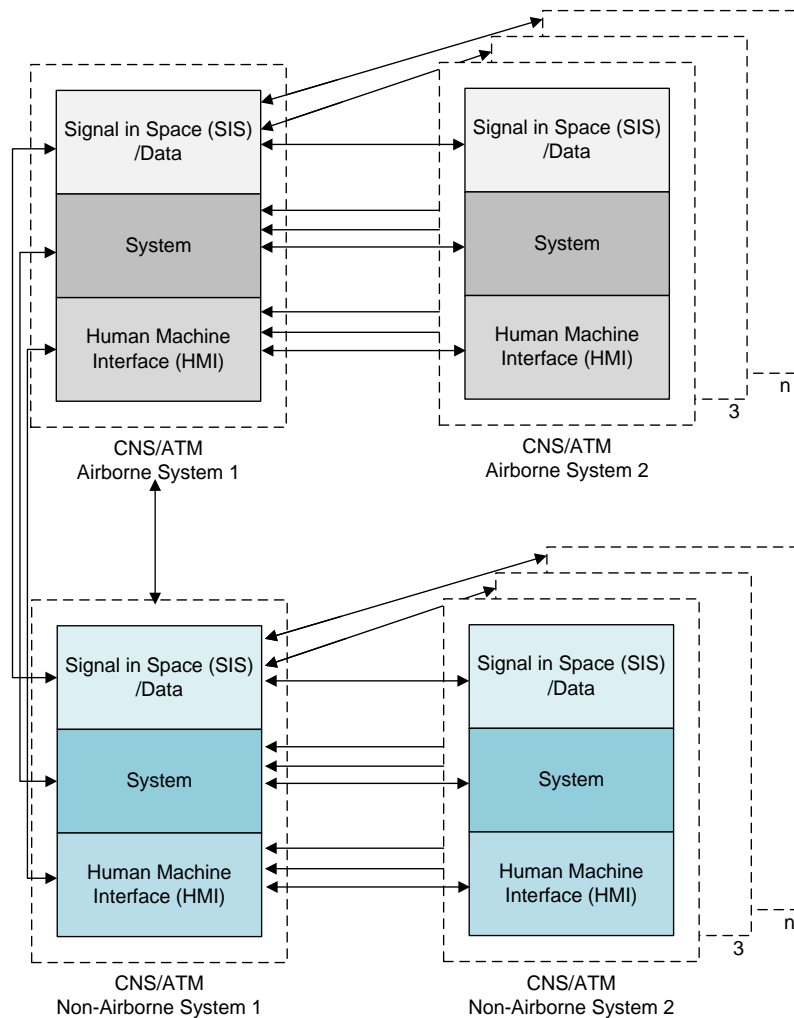 Signal in Space (SIS)
/Data
System
Human Machine
Interface (HMI)
CNS/ATM
Airborne System 1
Signal in Space (SIS)
/Data
System
Human Machine
Interface (HMI)
CNS/ATM
Airborne System 2
3
n
Signal in Space (SIS)
/Data
System
Human Machine
Interface (HMI)
CNS/ATM
Non-Airborne System 1
Signal in Space (SIS)
/Data
System
Human Machine
Interface (HMI)
CNS/ATM
Non-Airborne System 2
3
n